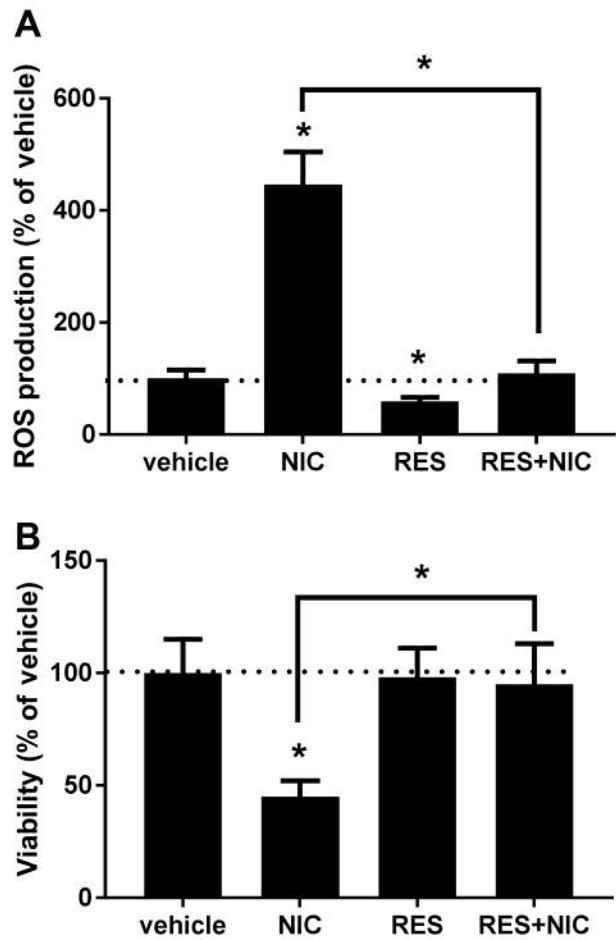 A
ROS production (% of vehicle)
600
400
200
0
*
*
*
vehicle NIC RES RES+NIC
B
Viability (% of vehicle)
150
100
50
0
*
*
vehicle NIC RES RES+NIC